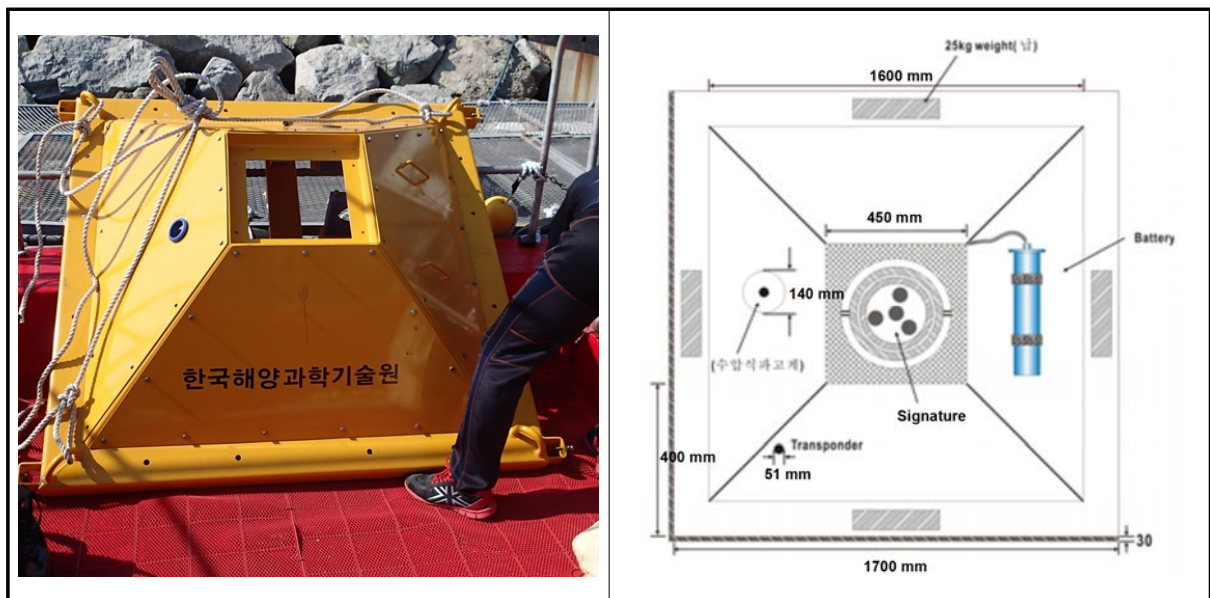 한국해양과학기술원
25kg weight(납)
1600 mm
450 mm
Battery
140 mm
(수압식파고계)
Signature
400 mm
Transponder
51 mm
30
1700 mm